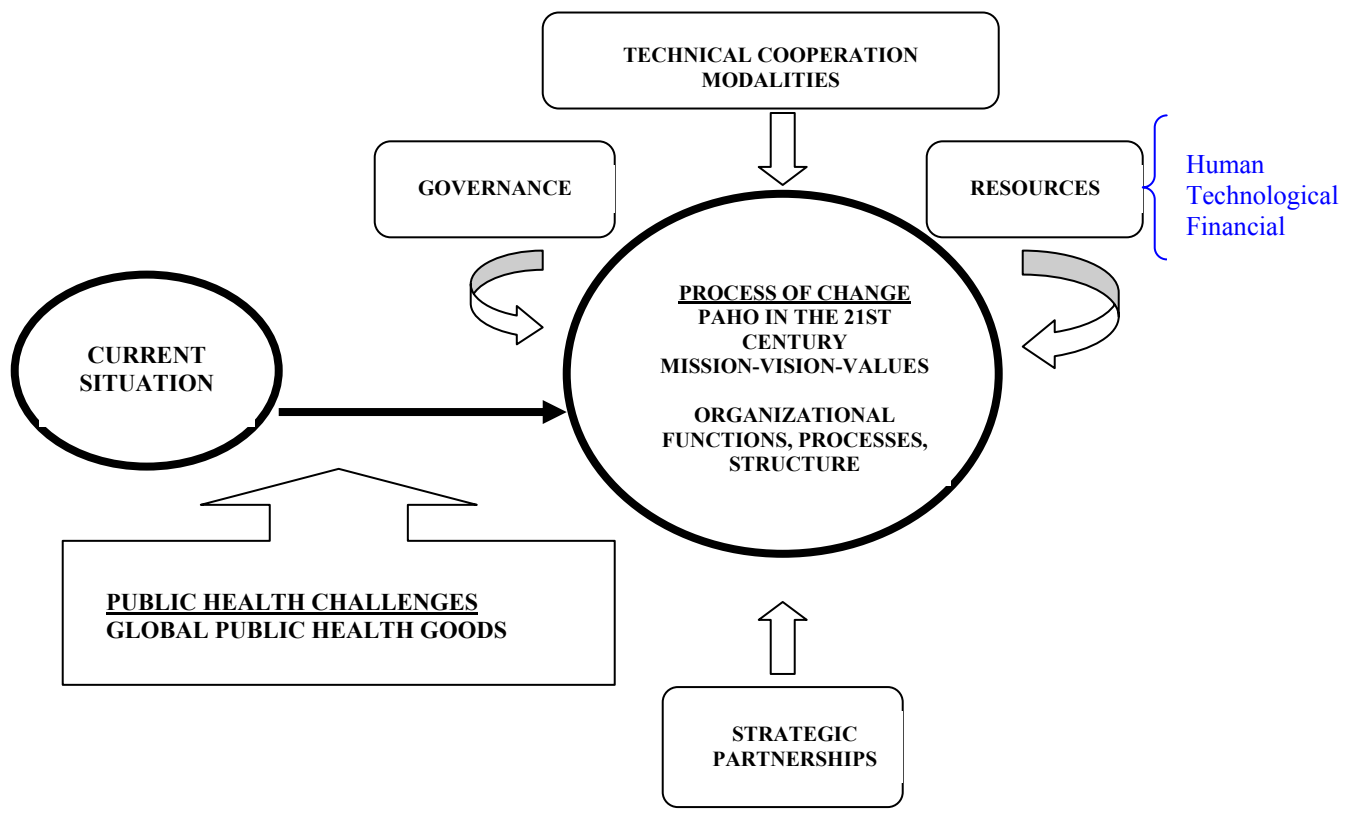 TECHNICAL COOPERATION
MODALITIES
GOVERNANCE
RESOURCES
Human
Technological
Financial
PROCESS OF CHANGE
PAHO IN THE 21ST
CENTURY
MISSION-VISION-VALUES
ORGANIZATIONAL
FUNCTIONS, PROCESSES,
STRUCTURE
CURRENT
SITUATION
PUBLIC HEALTH CHALLENGES
GLOBAL PUBLIC HEALTH GOODS
STRATEGIC
PARTNERSHIPS